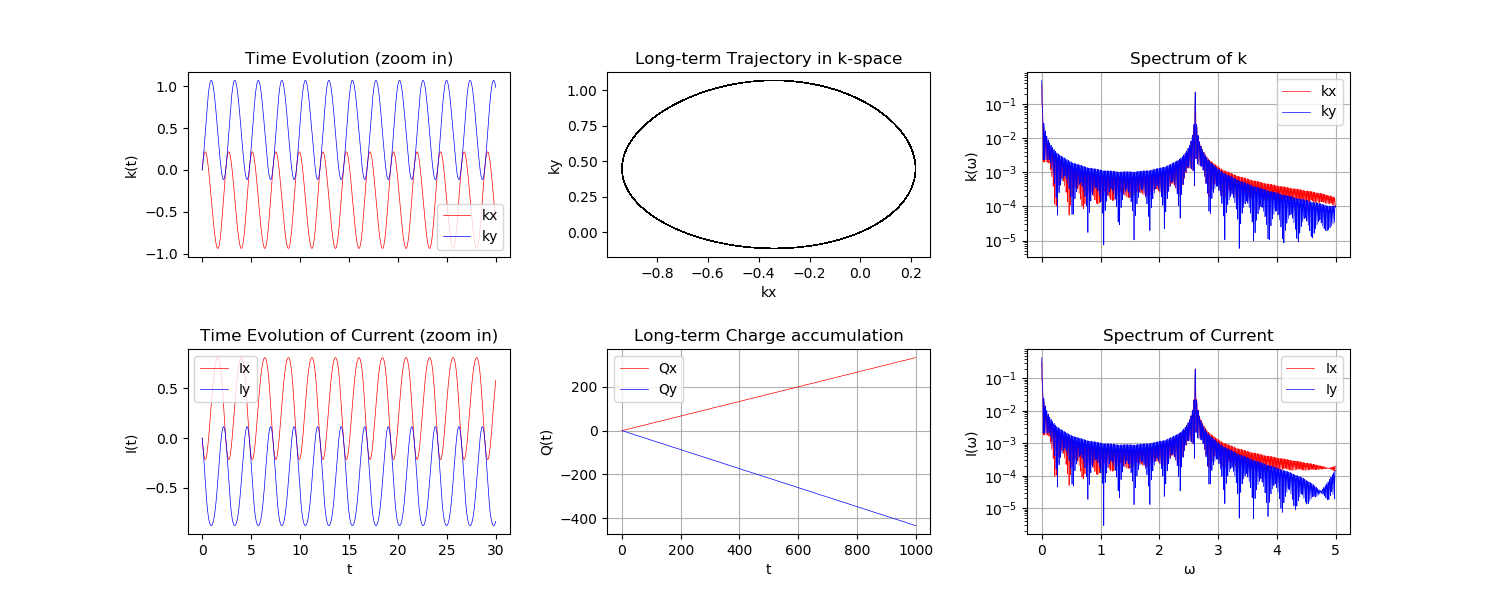 Time Evolution (zoom in)
k(t)
1.0
0.5
0.0
−0.5
−1.0
kx
ky
Long-term Trajectory in k-space
ky
1.00
0.75
0.50
0.25
0.00
−0.8 −0.6 −0.4 −0.2 0.0 0.2
kx
Spectrum of k
k(ω)
10⁻¹
10⁻²
10⁻³
10⁻⁴
10⁻⁵
kx
ky
Time Evolution of Current (zoom in)
I(t)
0.5
0.0
−0.5
Ix
Iy
0 5 10 15 20 25 30
t
Long-term Charge accumulation
Q(t)
200
0
−200
−400
Qx
Qy
0 200 400 600 800 1000
t
Spectrum of Current
I(ω)
10⁻¹
10⁻²
10⁻³
10⁻⁴
10⁻⁵
Ix
Iy
0 1 2 3 4 5
ω